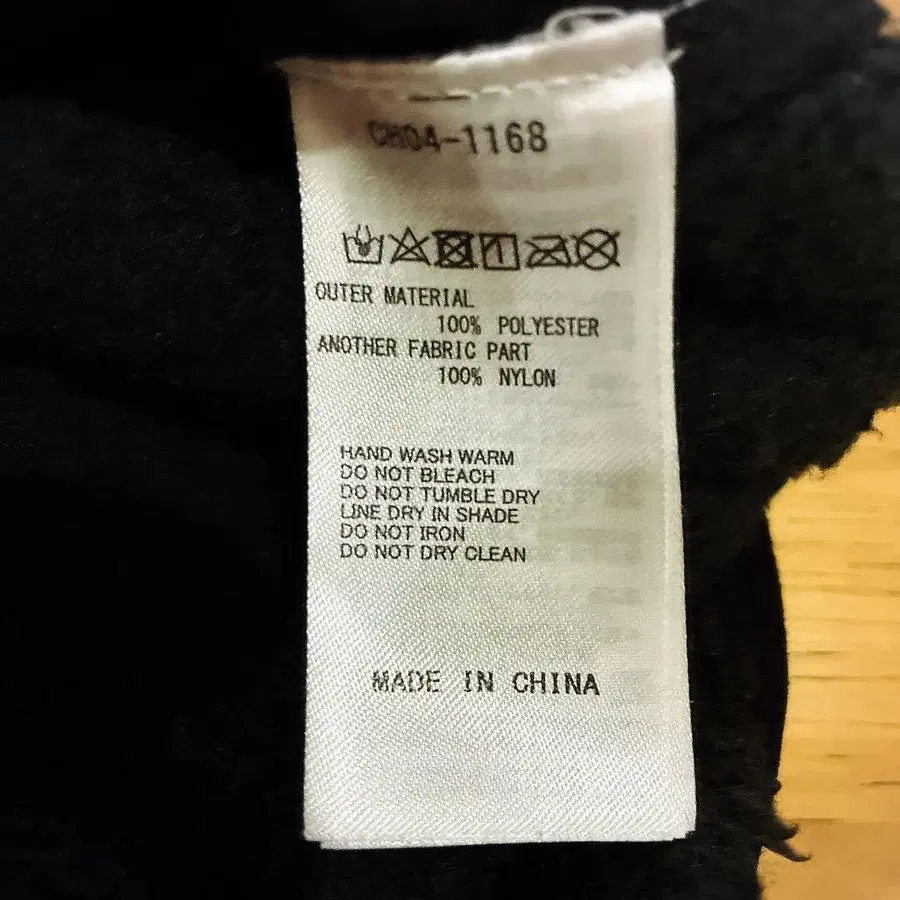 CH04-1168
OUTER MATERIAL
100% POLYESTER
ANOTHER FABRIC PART
100% NYLON
HAND WASH WARM
DO NOT BLEACH
DO NOT TUMBLE DRY
LINE DRY IN SHADE
DO NOT IRON
DO NOT DRY CLEAN
MADE IN CHINA